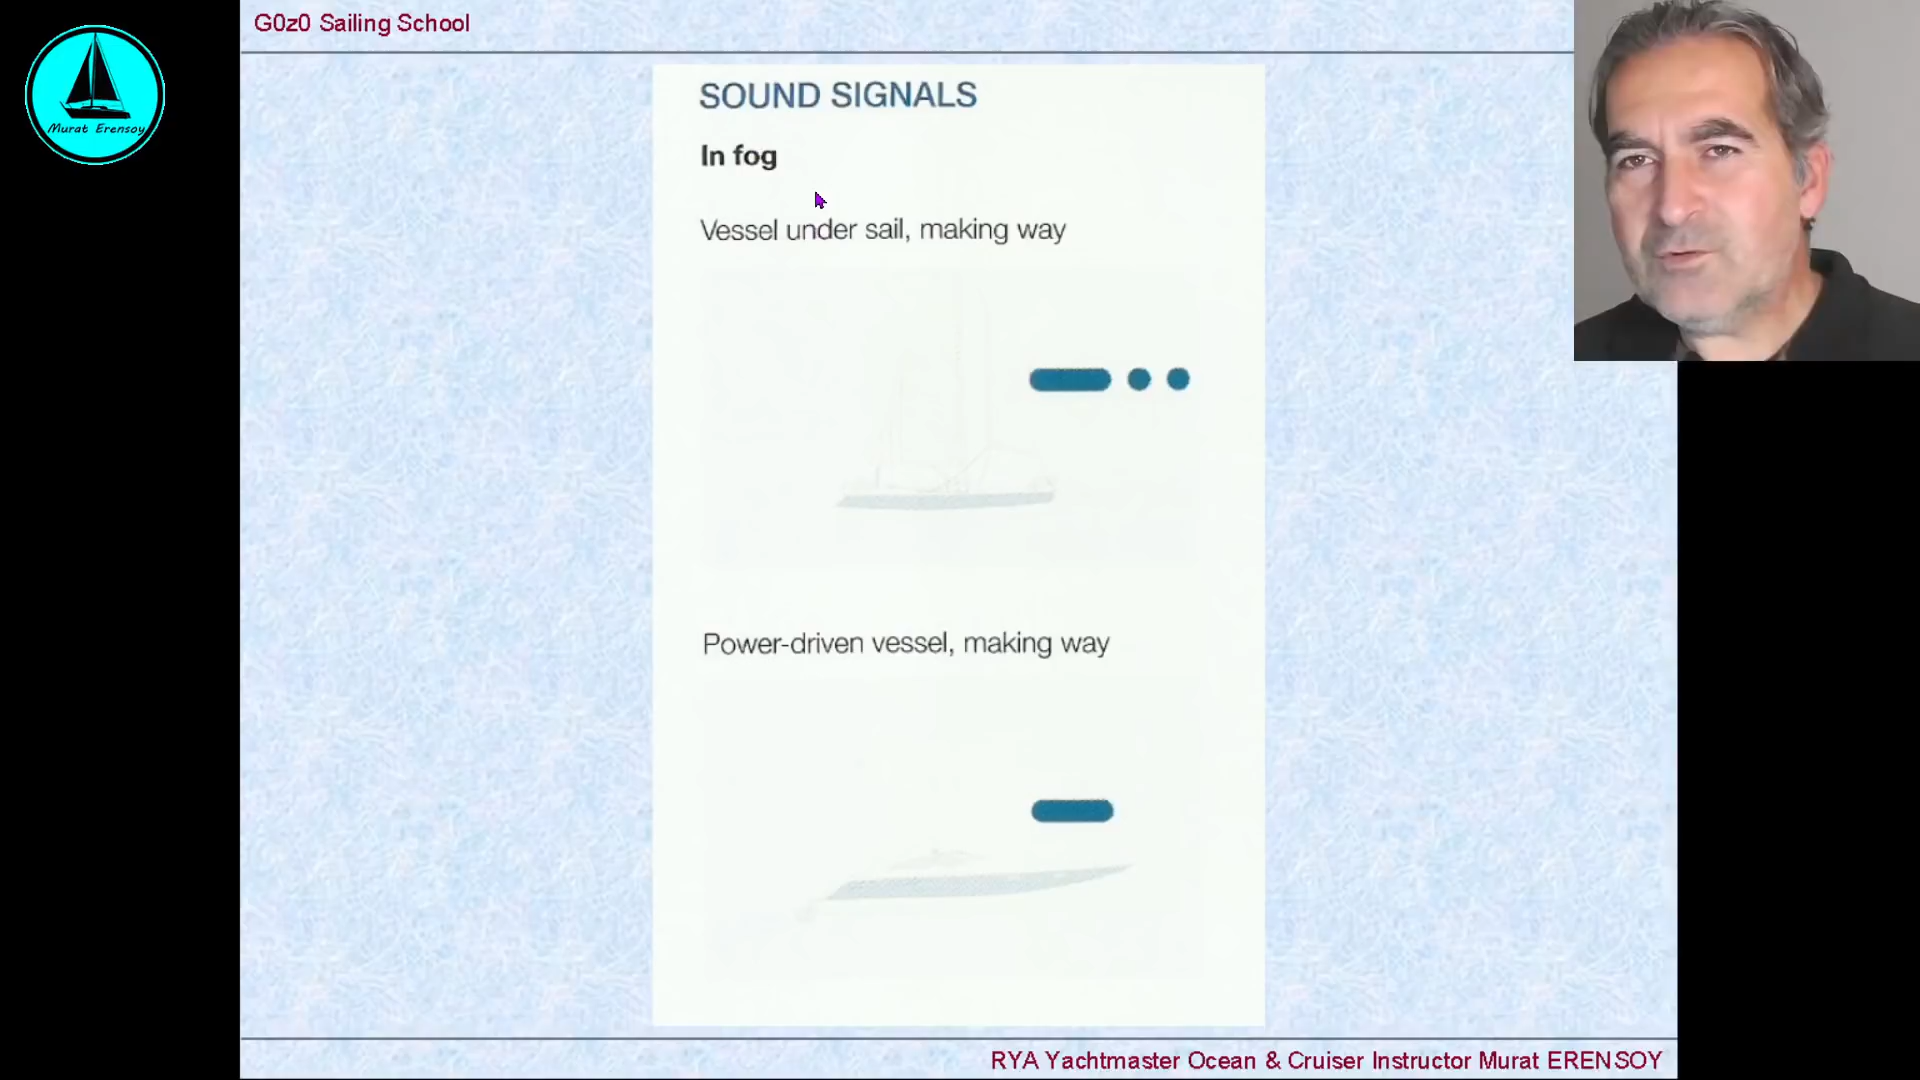 G0z0 Sailing School
Murat Erensoy
SOUND SIGNALS
In fog
Vessel under sail, making way
Power-driven vessel, making way
RYA Yachtmaster Ocean & Cruiser Instructor Murat ERENSOY